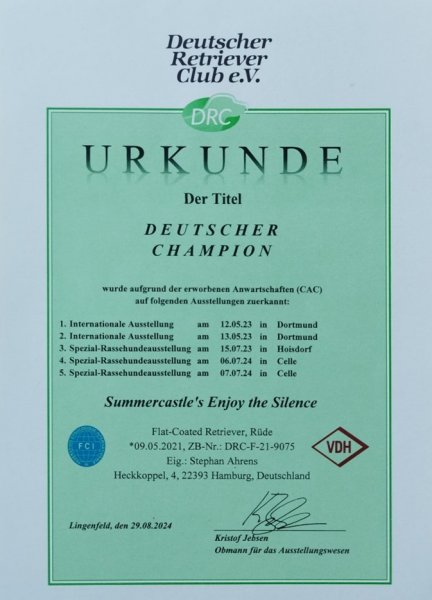 Deutscher
Retriever
Club e.V.
DRC
URKUNDE
Der Titel
DEUTSCHER
CHAMPION
wurde aufgrund der erworbenen Anwartschaften (CAC)
auf folgenden Ausstellungen zuerkannt:
1. Internationale Ausstellung am 12.05.23 in Dortmund
2. Internationale Ausstellung am 13.05.23 in Dortmund
3. Spezial-Rassehundeausstellung am 15.07.23 in Hoisdorf
4. Spezial-Rassehundeausstellung am 06.07.24 in Celle
5. Spezial-Rassehundeausstellung am 07.07.24 in Celle
Summercastle's Enjoy the Silence
Flat-Coated Retriever, Rüde
*09.05.2021, ZB-Nr.: DRC-F-21-9075
Eig.: Stephan Ahrens
Heckkoppel, 4, 22393 Hamburg, Deutschland
FCI
VDH
Lingenfeld, den 29.08.2024
Kristof Jebsen
Obmann für das Ausstellungswesen